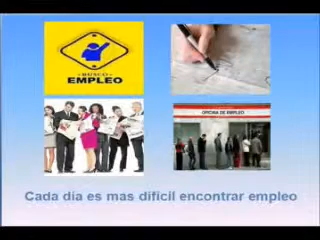 BUSCO
EMPLEO
OFICINA DE EMPLEO
Cada día es mas difícil encontrar empleo